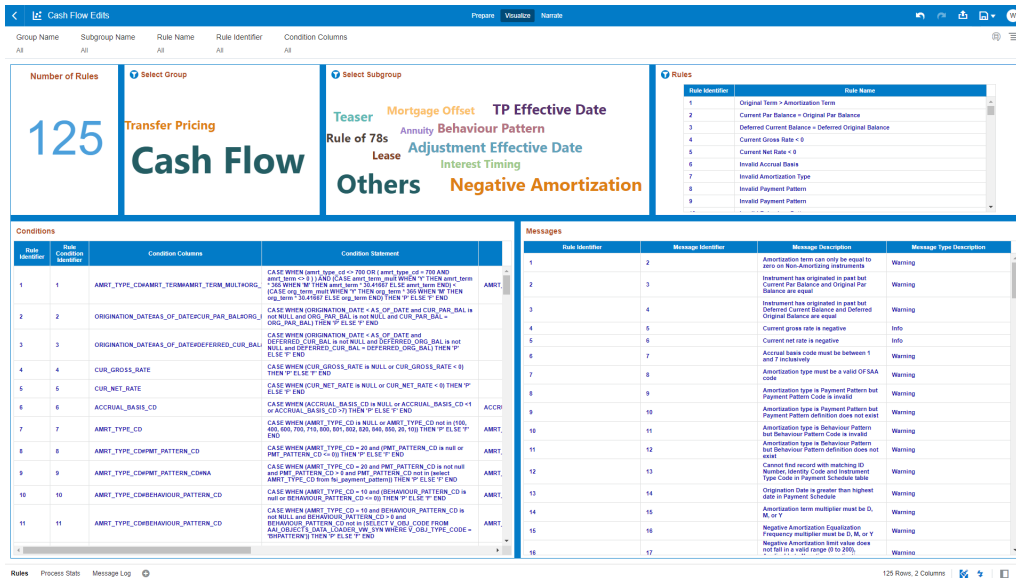 Cash Flow Edits
Prepare Visualize Narrate
Group Name Subgroup Name Rule Name Rule Identifier Condition Columns
All All All All All
Number of Rules
125
Select Group
Transfer Pricing
Cash Flow
Select Subgroup
Teaser Mortgage Offset TP Effective Date
Rule of 78s Annuity Behaviour Pattern
Lease Adjustment Effective Date
Interest Timing
Others Negative Amortization
Rules
Rule Identifier Rule Name
1 Original Term > Amortization Term
2 Current Par Balance = Original Par Balance
3 Deferred Current Balance = Deferred Original Balance
4 Current Gross Rate < 0
5 Current Net Rate < 0
6 Invalid Accrual Basis
7 Invalid Amortization Type
8 Invalid Payment Pattern
9 Invalid Payment Pattern
Conditions
Rule Identifier Rule Condition Identifier Condition Columns Condition Statement
1 1 AMRT_TYPE_CD#AMRT_TERM#AMRT_TERM_MULT#ORG_
CASE WHEN (amrt_type_cd <> 700 OR ( amrt_type_cd = 700 AND
amrt_term <> 0 ) ) AND (CASE amrt_term_mult WHEN 'Y' THEN amrt_term
* 365 WHEN 'M' THEN amrt_term * 30.41667 ELSE amrt_term END) <
(CASE org_term_mult WHEN 'Y' THEN org_term * 365 WHEN 'M' THEN
org_term * 30.41667 ELSE org_term END) THEN 'P' ELSE 'F' END
AMRT_
2 2 ORIGINATION_DATE#AS_OF_DATE#CUR_PAR_BAL#ORG_
CASE WHEN (ORIGINATION_DATE < AS_OF_DATE and CUR_PAR_BAL is
not null and ORG_PAR_BAL is not null and CUR_PAR_BAL =
ORG_PAR_BAL) THEN 'P' ELSE 'F' END
3 3 ORIGINATION_DATE#AS_OF_DATE#DEFERRED_CUR_BAL
CASE WHEN (ORIGINATION_DATE < AS_OF_DATE and
DEFERRED_CUR_BAL is not null and DEFERRED_ORG_BAL is not
null and DEFERRED_CUR_BAL = DEFERRED_ORG_BAL) THEN 'P'
ELSE 'F' END
4 4 CUR_GROSS_RATE
CASE WHEN (CUR_GROSS_RATE is NULL or CUR_GROSS_RATE < 0)
THEN 'P' ELSE 'F' END
5 5 CUR_NET_RATE
CASE WHEN (CUR_NET_RATE is NULL or CUR_NET_RATE < 0) THEN 'P'
ELSE 'F' END
6 6 ACCRUAL_BASIS_CD
CASE WHEN (ACCRUAL_BASIS_CD is NULL or ACCRUAL_BASIS_CD <1
or ACCRUAL_BASIS_CD >7) THEN 'P' ELSE 'F' END
ACCRU
7 7 AMRT_TYPE_CD
CASE WHEN (AMRT_TYPE_CD is NULL or AMRT_TYPE_CD not in (100,
400, 600, 700, 710, 800, 801, 802, 820, 840, 850, 20, 10)) THEN 'P' ELSE 'F'
END
AMRT_
8 8 AMRT_TYPE_CD#PMT_PATTERN_CD
CASE WHEN (AMRT_TYPE_CD = 20 and (PMT_PATTERN_CD is null or
PMT_PATTERN_CD <= 0)) THEN 'P' ELSE 'F' END
AMRT_
9 9 AMRT_TYPE_CD#PMT_PATTERN_CD#NA
CASE WHEN (AMRT_TYPE_CD = 20 and PMT_PATTERN_CD is not null
and PMT_PATTERN_CD > 0 and PMT_PATTERN_CD not in (select
AMRT_TYPE_CD from fsi_payment_pattern)) THEN 'P' ELSE 'F' END
AMRT_
10 10 AMRT_TYPE_CD#BEHAVIOUR_PATTERN_CD
CASE WHEN (AMRT_TYPE_CD = 10 and (BEHAVIOUR_PATTERN_CD is
null or BEHAVIOUR_PATTERN_CD <= 0)) THEN 'P' ELSE 'F' END
AMRT_
11 11 AMRT_TYPE_CD#BEHAVIOUR_PATTERN_CD
CASE WHEN (AMRT_TYPE_CD = 10 and BEHAVIOUR_PATTERN_CD is
not NULL and BEHAVIOUR_PATTERN_CD > 0 and
BEHAVIOUR_PATTERN_CD not in (SELECT V_OBJ_CODE FROM
AAI_OBJECTS_DATA_LOADER_VW_SYN WHERE V_OBJ_TYPE_CODE =
'BHPATTERN')) THEN 'P' ELSE 'F' END
AMRT_
Messages
Rule Identifier Message Identifier Message Description Message Type Description
1 2 Amortization term can only be equal to
zero on Non-Amortizing instruments
Warning
2 3 Instrument has originated in past but
Current Par Balance and Original Par
Balance are equal
Warning
3 4 Instrument has originated in past but
Deferred Current Balance and Deferred
Original Balance are equal
Warning
4 5 Current gross rate is negative Info
5 6 Current net rate is negative Info
6 7 Accrual basis code must be between 1
and 7 inclusively
Warning
7 8 Amortization type must be a valid OFSAA
code
Warning
8 9 Amortization type is Payment Pattern but
Payment Pattern Code is invalid
Warning
9 10 Amortization type is Payment Pattern but
Payment Pattern definition does not exist
Warning
10 11 Amortization type is Behaviour Pattern
but Behaviour Pattern Code is invalid
Warning
11 12 Amortization type is Behaviour Pattern
but Behaviour Pattern definition does not
exist
Warning
12 13 Cannot find record with matching ID
Number, Identity Code and Instrument
Type Code in Payment Schedule table
Warning
13 14 Origination Date is greater than highest
date in Payment Schedule
Warning
14 15 Amortization term multiplier must be D,
M, or Y
Warning
15 16 Negative Amortization Equalization
Frequency multiplier must be D, M, or Y
Warning
16 17 Negative Amortization limit value does
not fall in a valid range (0 to 200),
Warning
Rules Process Stats Message Log
125 Rows, 2 Columns